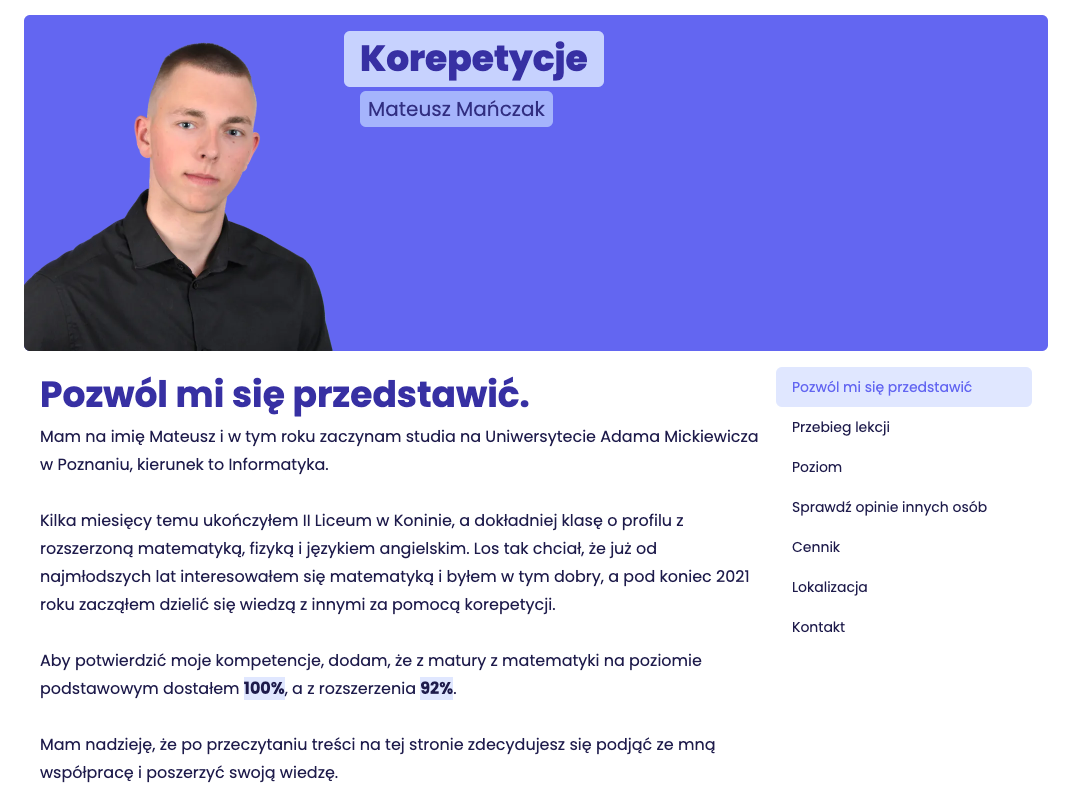 Korepetycje
Mateusz Mańczak
Pozwól mi się przedstawić.
Mam na imię Mateusz i w tym roku zaczynam studia na Uniwersytecie Adama Mickiewicza
w Poznaniu, kierunek to Informatyka.
Kilka miesięcy temu ukończyłem II Liceum w Koninie, a dokładniej klasę o profilu z
rozszerzoną matematyką, fizyką i językiem angielskim. Los tak chciał, że już od
najmłodszych lat interesowałem się matematyką i byłem w tym dobry, a pod koniec 2021
roku zacząłem dzielić się wiedzą z innymi za pomocą korepetycji.
Aby potwierdzić moje kompetencje, dodam, że z matury z matematyki na poziomie
podstawowym dostałem 100%, a z rozszerzenia 92%.
Mam nadzieję, że po przeczytaniu treści na tej stronie zdecydujesz się podjąć ze mną
współpracę i poszerzyć swoją wiedzę.
Pozwól mi się przedstawić
Przebieg lekcji
Poziom
Sprawdź opinie innych osób
Cennik
Lokalizacja
Kontakt